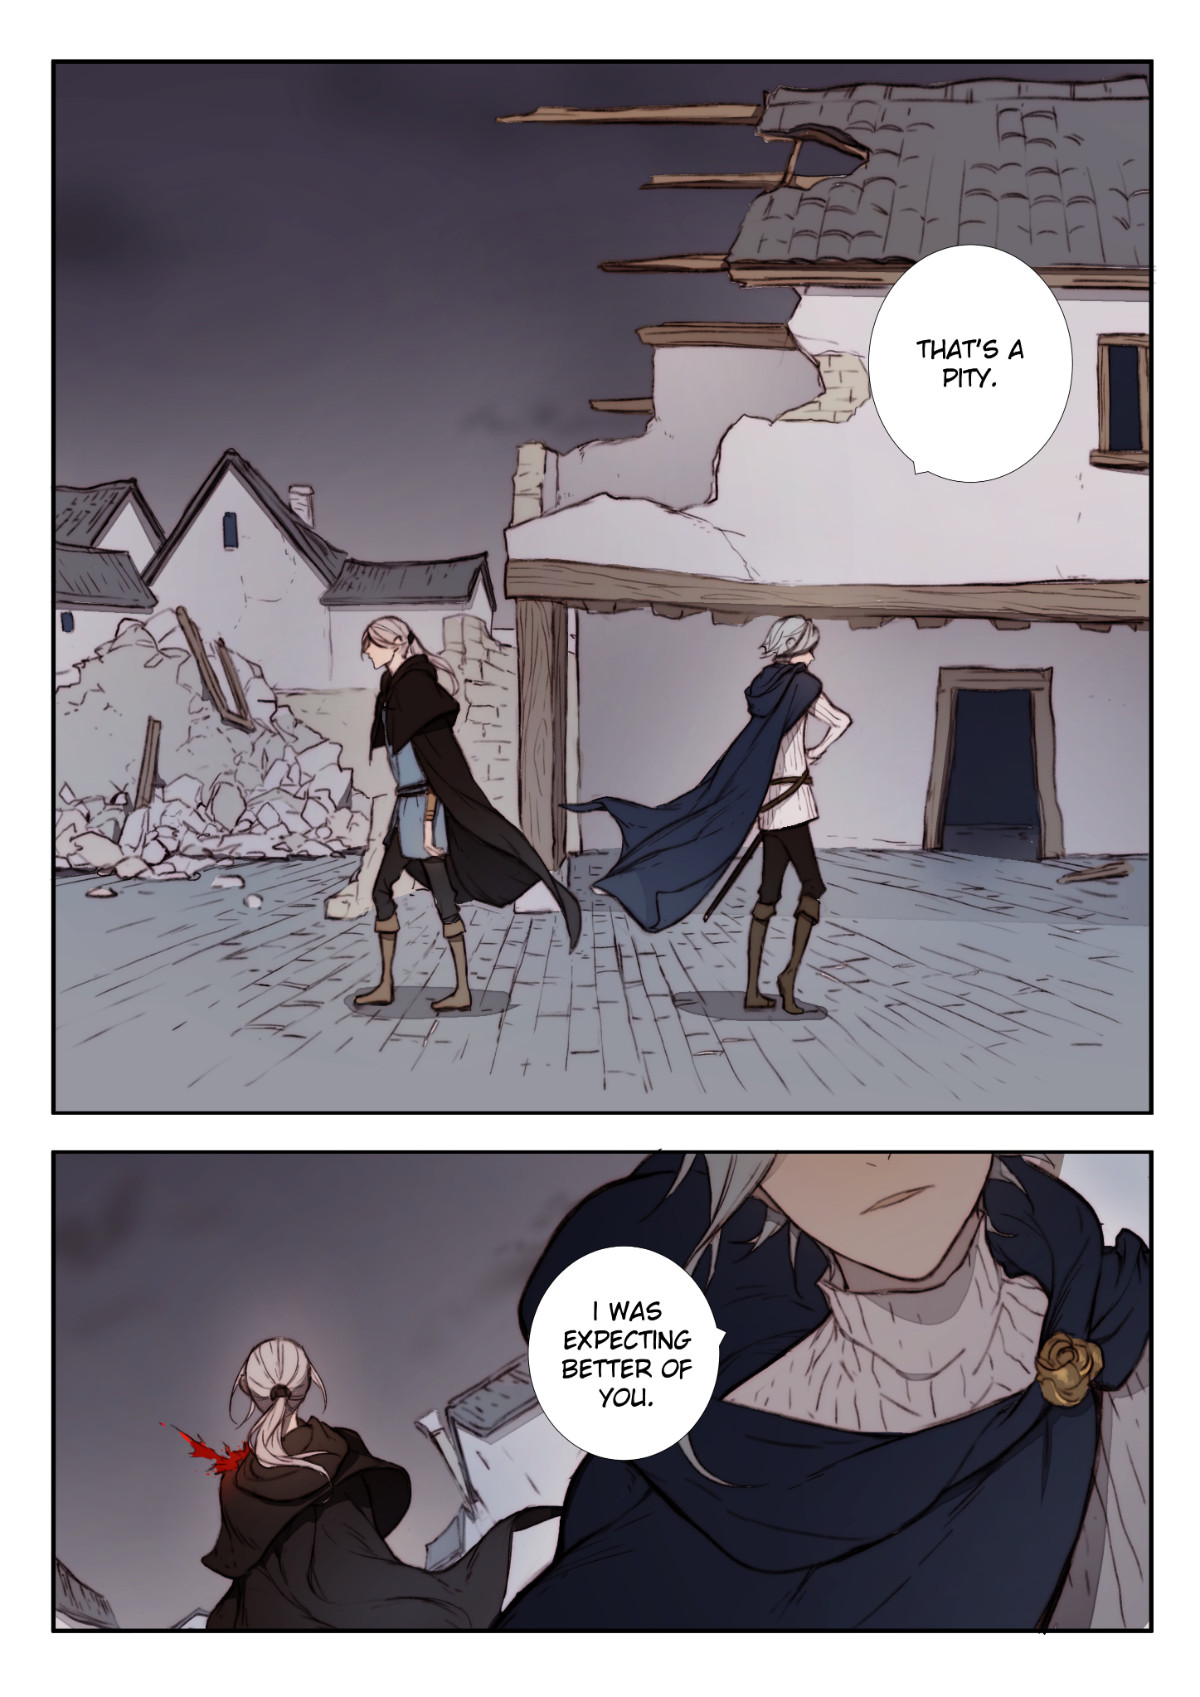 THAT'S A
PITY.
I WAS
EXPECTING
BETTER OF
YOU.